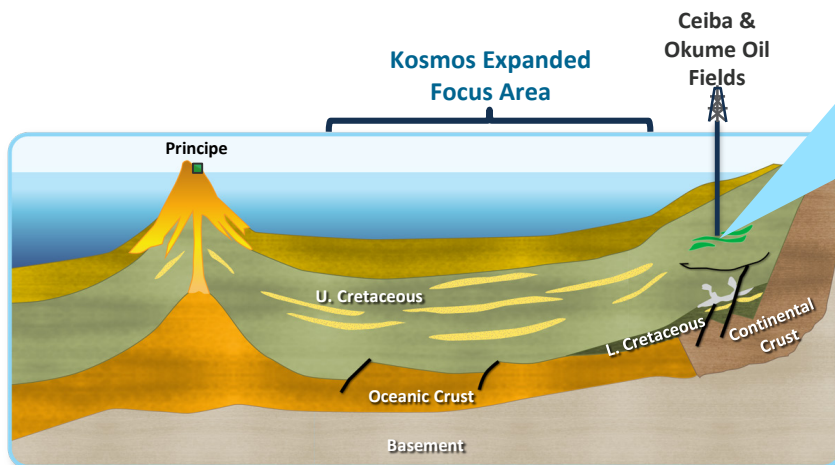 Ceiba &
Okume Oil
Fields
Kosmos Expanded
Focus Area
Principe
U. Cretaceous
L. Cretaceous
Continental
Crust
Oceanic Crust
Basement